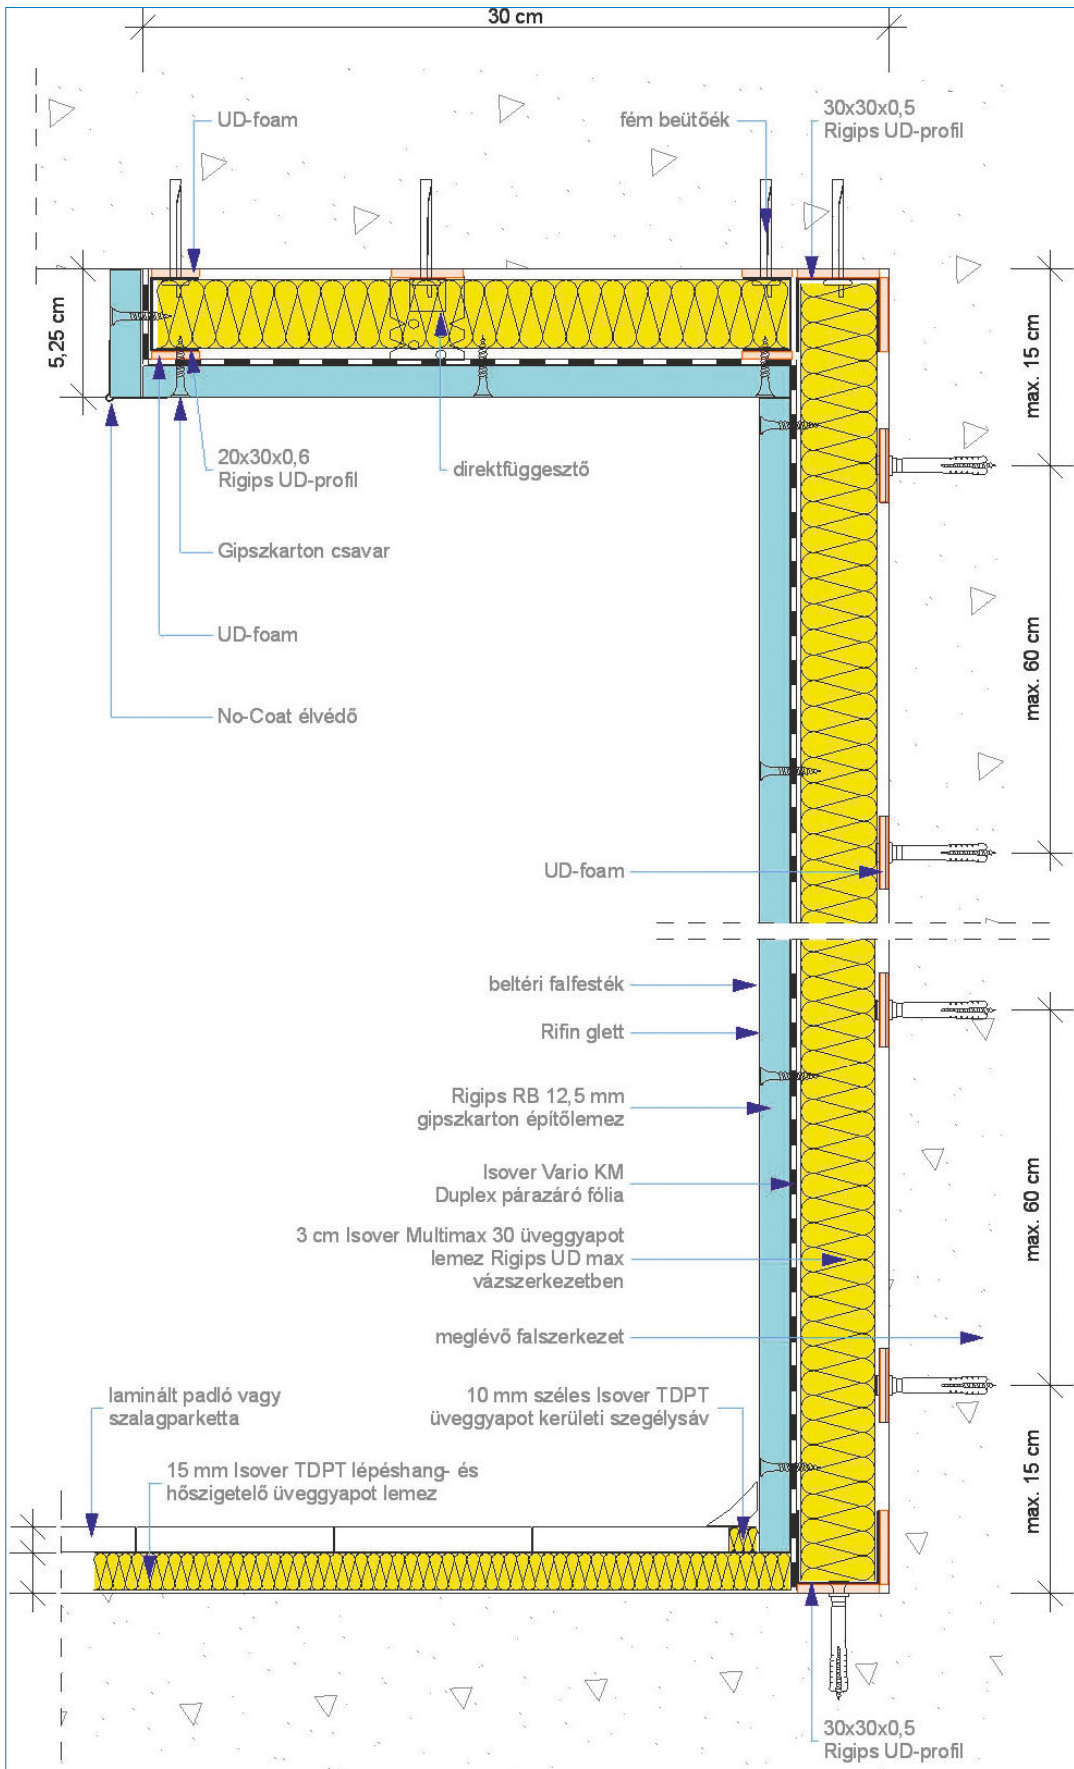 30 cm
UD-foam
fém beütőék
30x30x0,5
Rigips UD-profil
5,25 cm
max. 15 cm
20x30x0,6
Rigips UD-profil
direktfüggesztő
Gipszkarton csavar
UD-foam
max. 60 cm
No-Coat élvédő
UD-foam
beltéri falfesték
Rifin glett
Rigips RB 12,5 mm
gipszkarton építőlemez
Isover Vario KM
Duplex párazáró fólia
max. 60 cm
3 cm Isover Multimax 30 üveggyapot
lemez Rigips UD max
vázszerkezetben
meglévő falszerkezet
laminált padló vagy
szalagparketta
10 mm széles Isover TDPT
üveggyapot kerületi szegélysáv
15 mm Isover TDPT lépéshang- és
hőszigetelő üveggyapot lemez
max. 15 cm
30x30x0,5
Rigips UD-profil